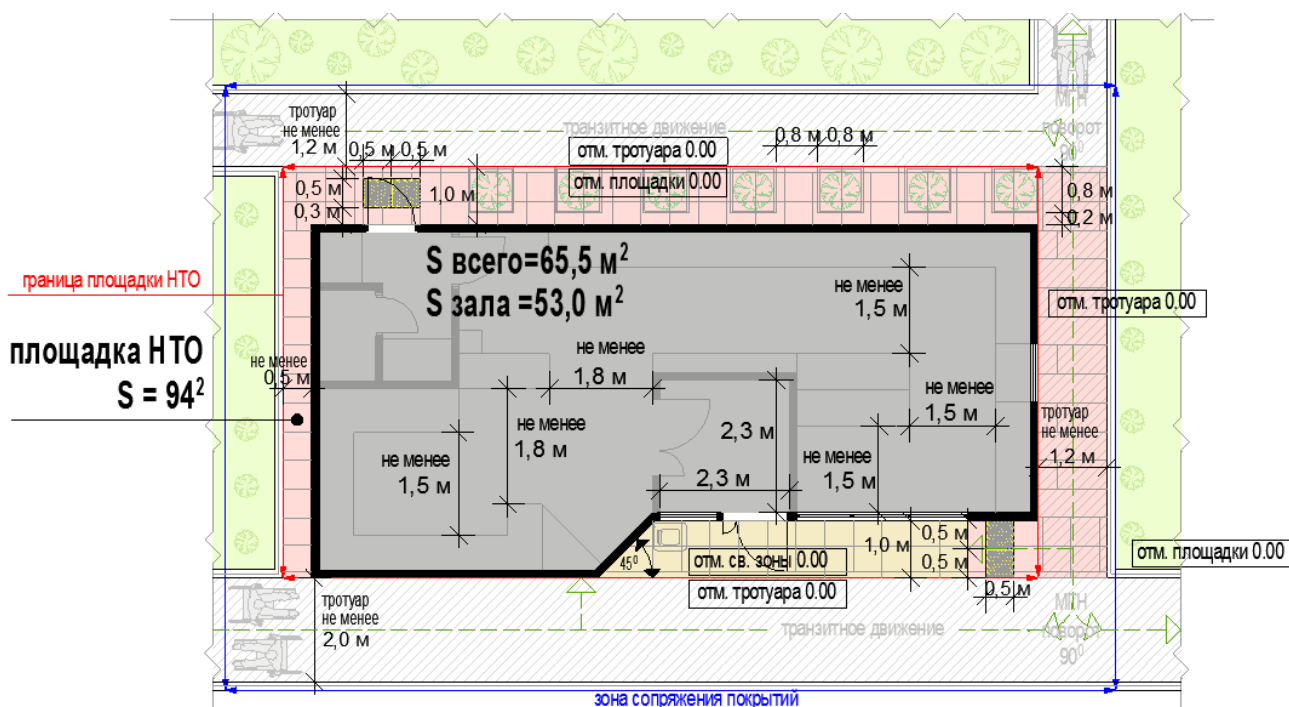 тротуар
не менее
1,2 м
транзитное движение
МГН
поворот
90⁰
0,8 м
0,8 м
отм. тротуара 0.00
0,5 м
0,5 м
отм. площадки 0.00
0,5 м
1,0 м
0,8 м
0,3 м
0,2 м
S всего=65,5 м²
S зала =53,0 м²
граница площадки НТО
не менее
1,5 м
отм. тротуара 0.00
площадка НТО
S = 94²
не менее
0,5 м
не менее
1,8 м
не менее
1,5 м
не менее
1,8 м
2,3 м
тротуар
не менее
1,2 м
не менее
1,5 м
2,3 м
не менее
1,5 м
0,5 м
1,0 м
0,5 м
отм. площадки 0.00
45⁰
отм. св. зоны 0.00
отм. тротуара 0.00
0,5 м
тротуар
не менее
2,0 м
транзитное движение
МГН
поворот
90⁰
зона сопряжения покрытий